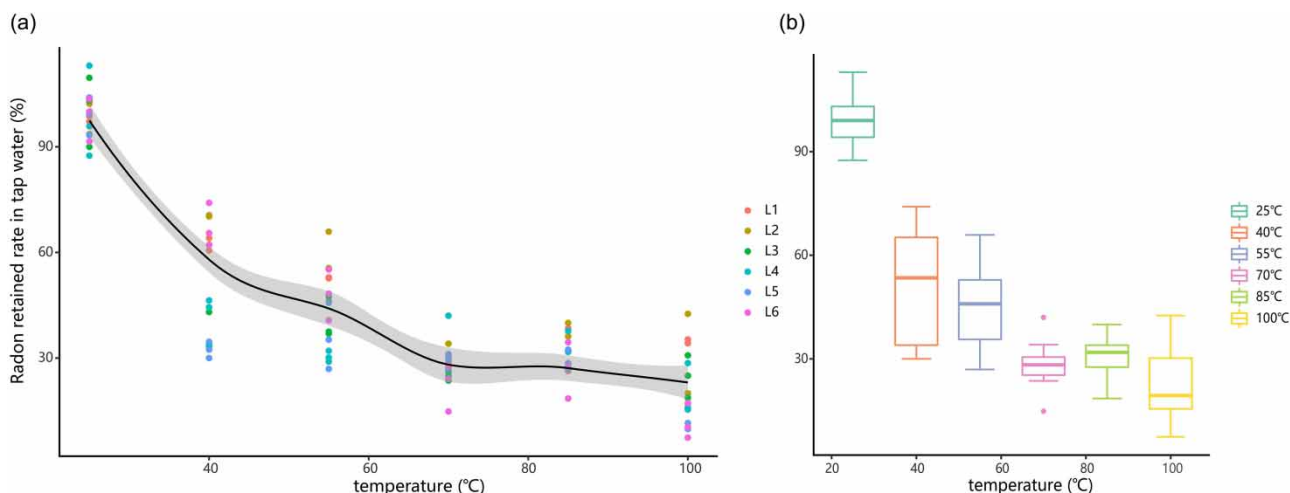 (a)
Radon retained rate in tap water (%)
90
60
30
40
60
80
100
temperature (℃)
L1
L2
L3
L4
L5
L6
(b)
90
60
30
20
40
60
80
100
temperature (℃)
25℃
40℃
55℃
70℃
85℃
100℃